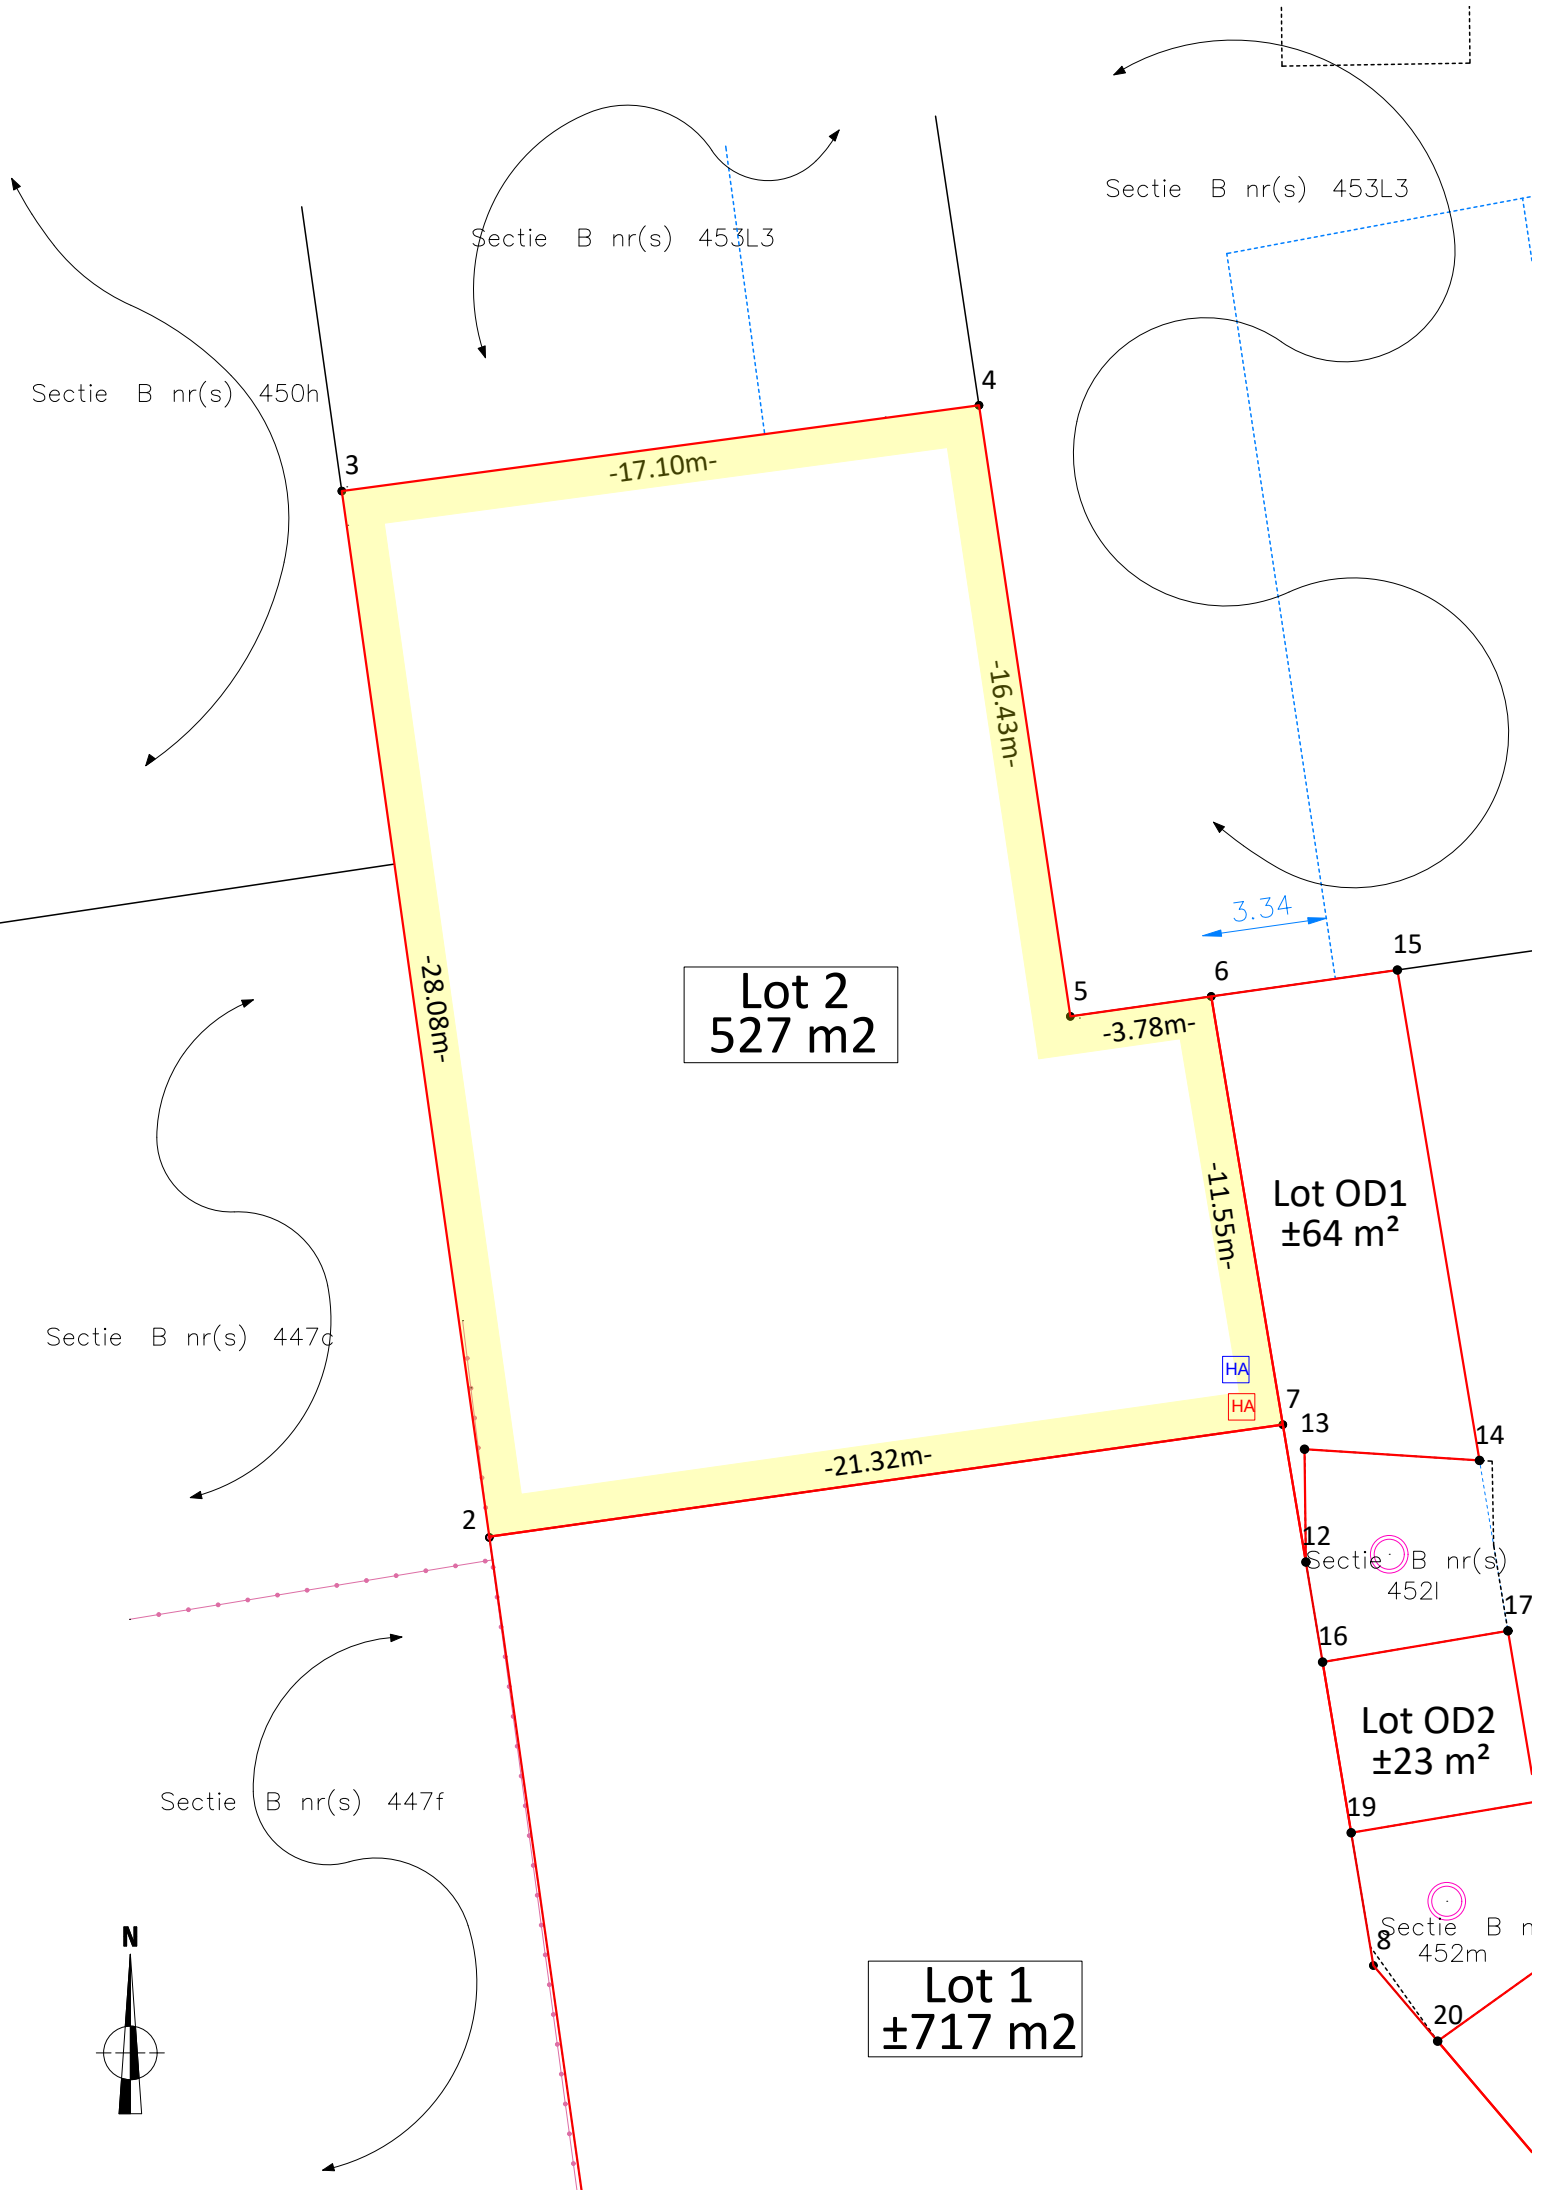 Sectie B nr(s) 453L3
Sectie B nr(s) 453L3
Sectie B nr(s) 450h
4
3
-17.10m-
-16.43m-
3.34
15
6
5
-3.78m-
-28.08m-
Lot 2
527 m2
-11.55m-
Lot OD1
±64 m²
Sectie B nr(s) 447c
HA
HA
7
13
14
-21.32m-
2
12
Sectie B nr(s)
452l
17
16
Lot OD2
±23 m²
Sectie B nr(s) 447f
19
Sectie B n
452m
8
N
Lot 1
±717 m2
20